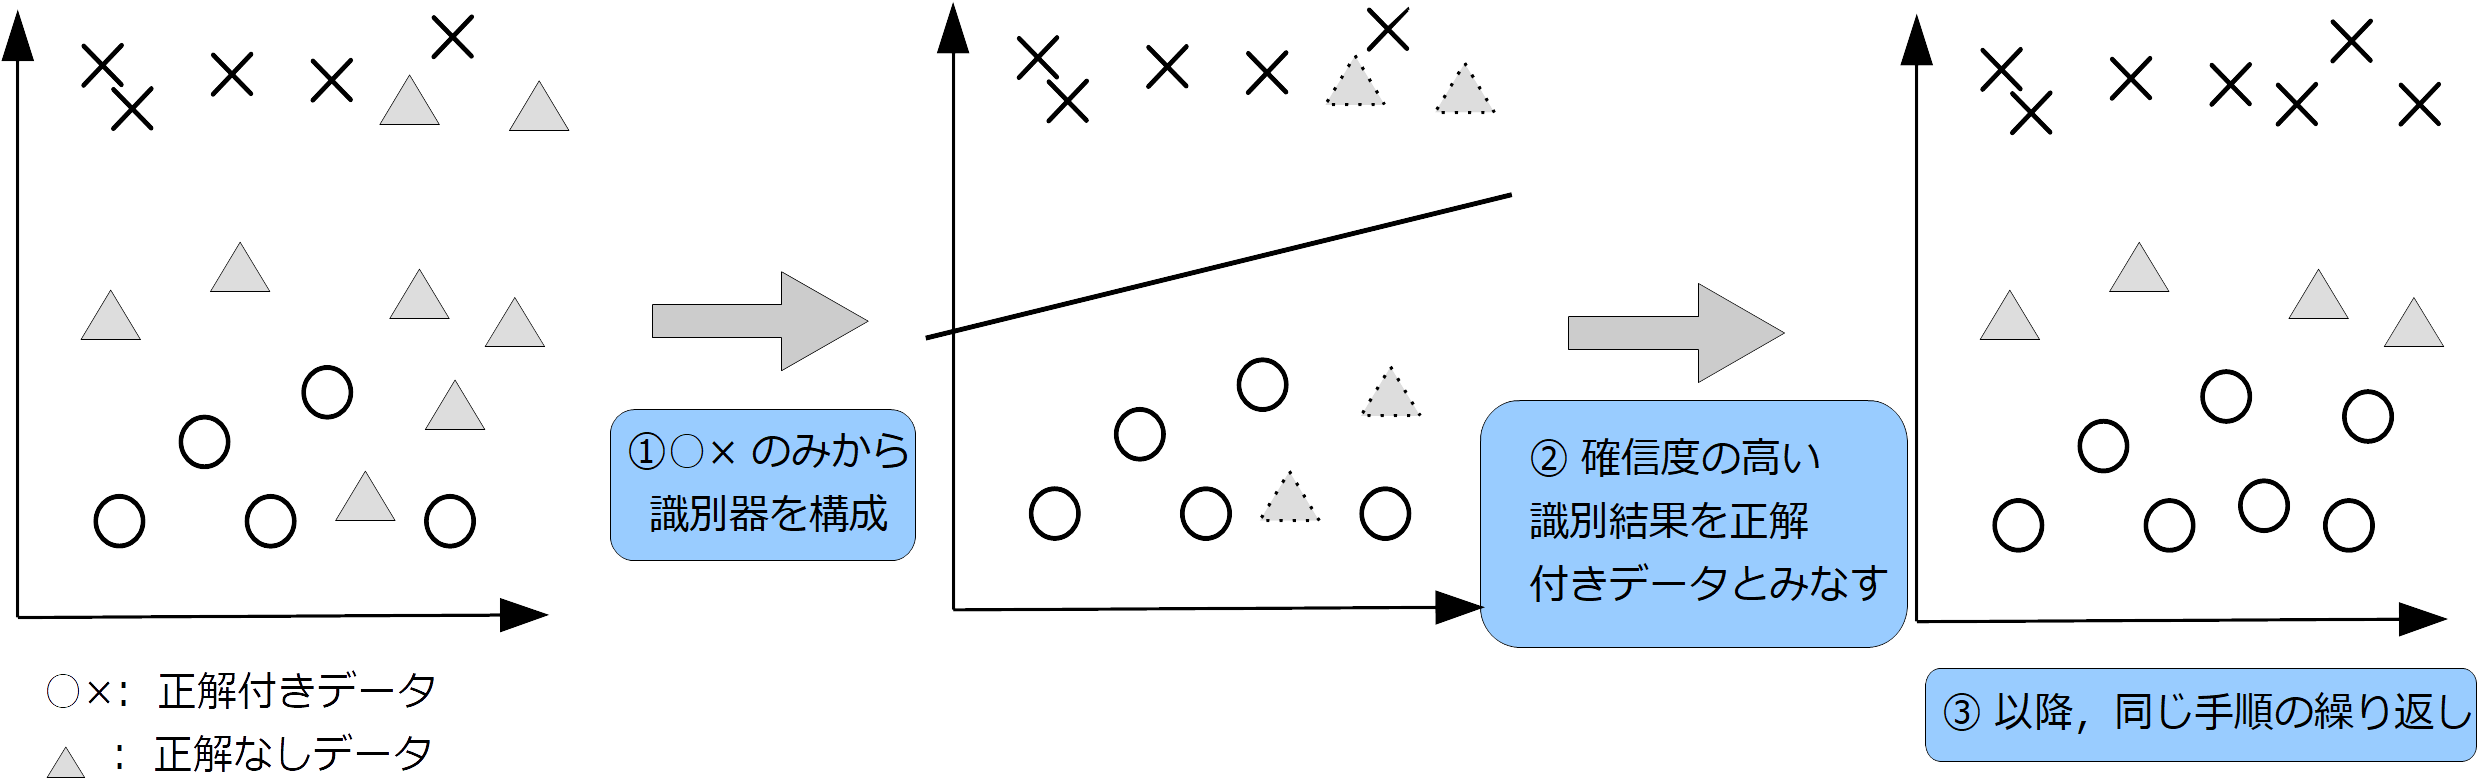 ①○× のみから
識別器を構成
② 確信度の高い
識別結果を正解
付きデータとみなす
○×: 正解付きデータ
: 正解なしデータ
③ 以降，同じ手順の繰り返し